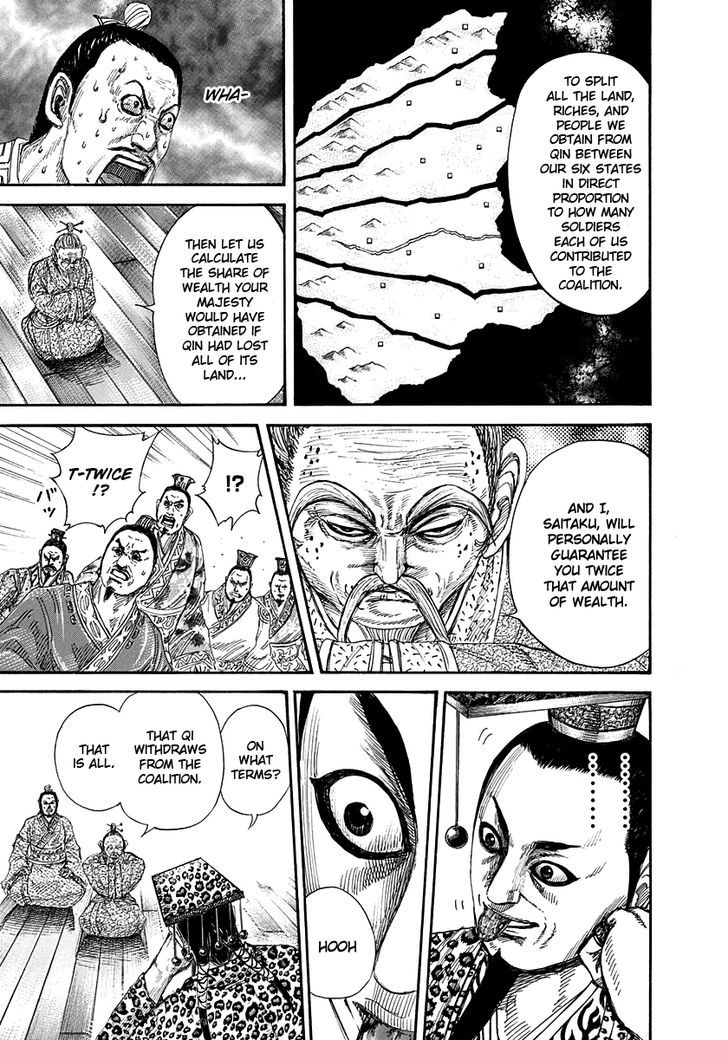 TO SPLIT
ALL THE LAND,
RICHES, AND
PEOPLE WE
OBTAIN FROM
QIN BETWEEN
OUR SIX STATES
IN DIRECT
PROPORTION
TO HOW MANY
SOLDIERS
EACH OF US
CONTRIBUTED
TO THE
COALITION.
WHA-
THEN LET US
CALCULATE
THE SHARE OF
WEALTH YOUR
MAJESTY
WOULD HAVE
OBTAINED IF
QIN HAD LOST
ALL OF ITS
LAND...
AND I,
SAITAKU, WILL
PERSONALLY
GUARANTEE
YOU TWICE
THAT AMOUNT
OF WEALTH.
!?
T-TWICE
!?
バッ
......
......
HOOH
ON
WHAT
TERMS?
THAT QI
WITHDRAWS
FROM THE
COALITION.
THAT
IS ALL.